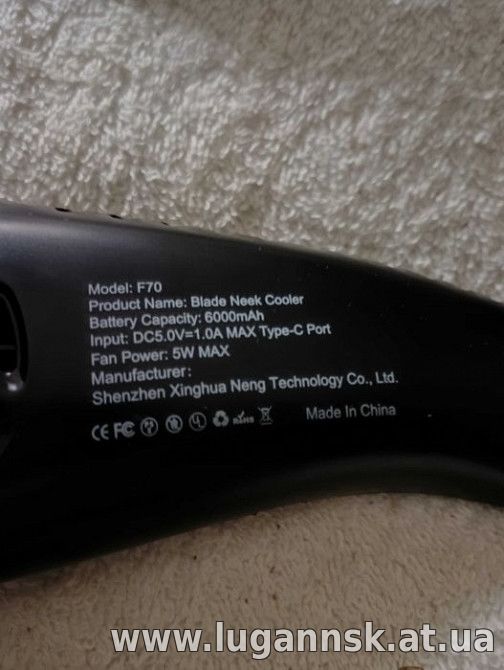 Model: F70
Product Name: Blade Neek Cooler
Battery Capacity: 6000mAh
Input: DC5.0V=1.0A MAX Type-C Port
Fan Power: 5W MAX
Manufacturer:
Shenzhen Xinghua Neng Technology Co., Ltd.
CE FC RoHS Made In China
www.lugannsk.at.ua